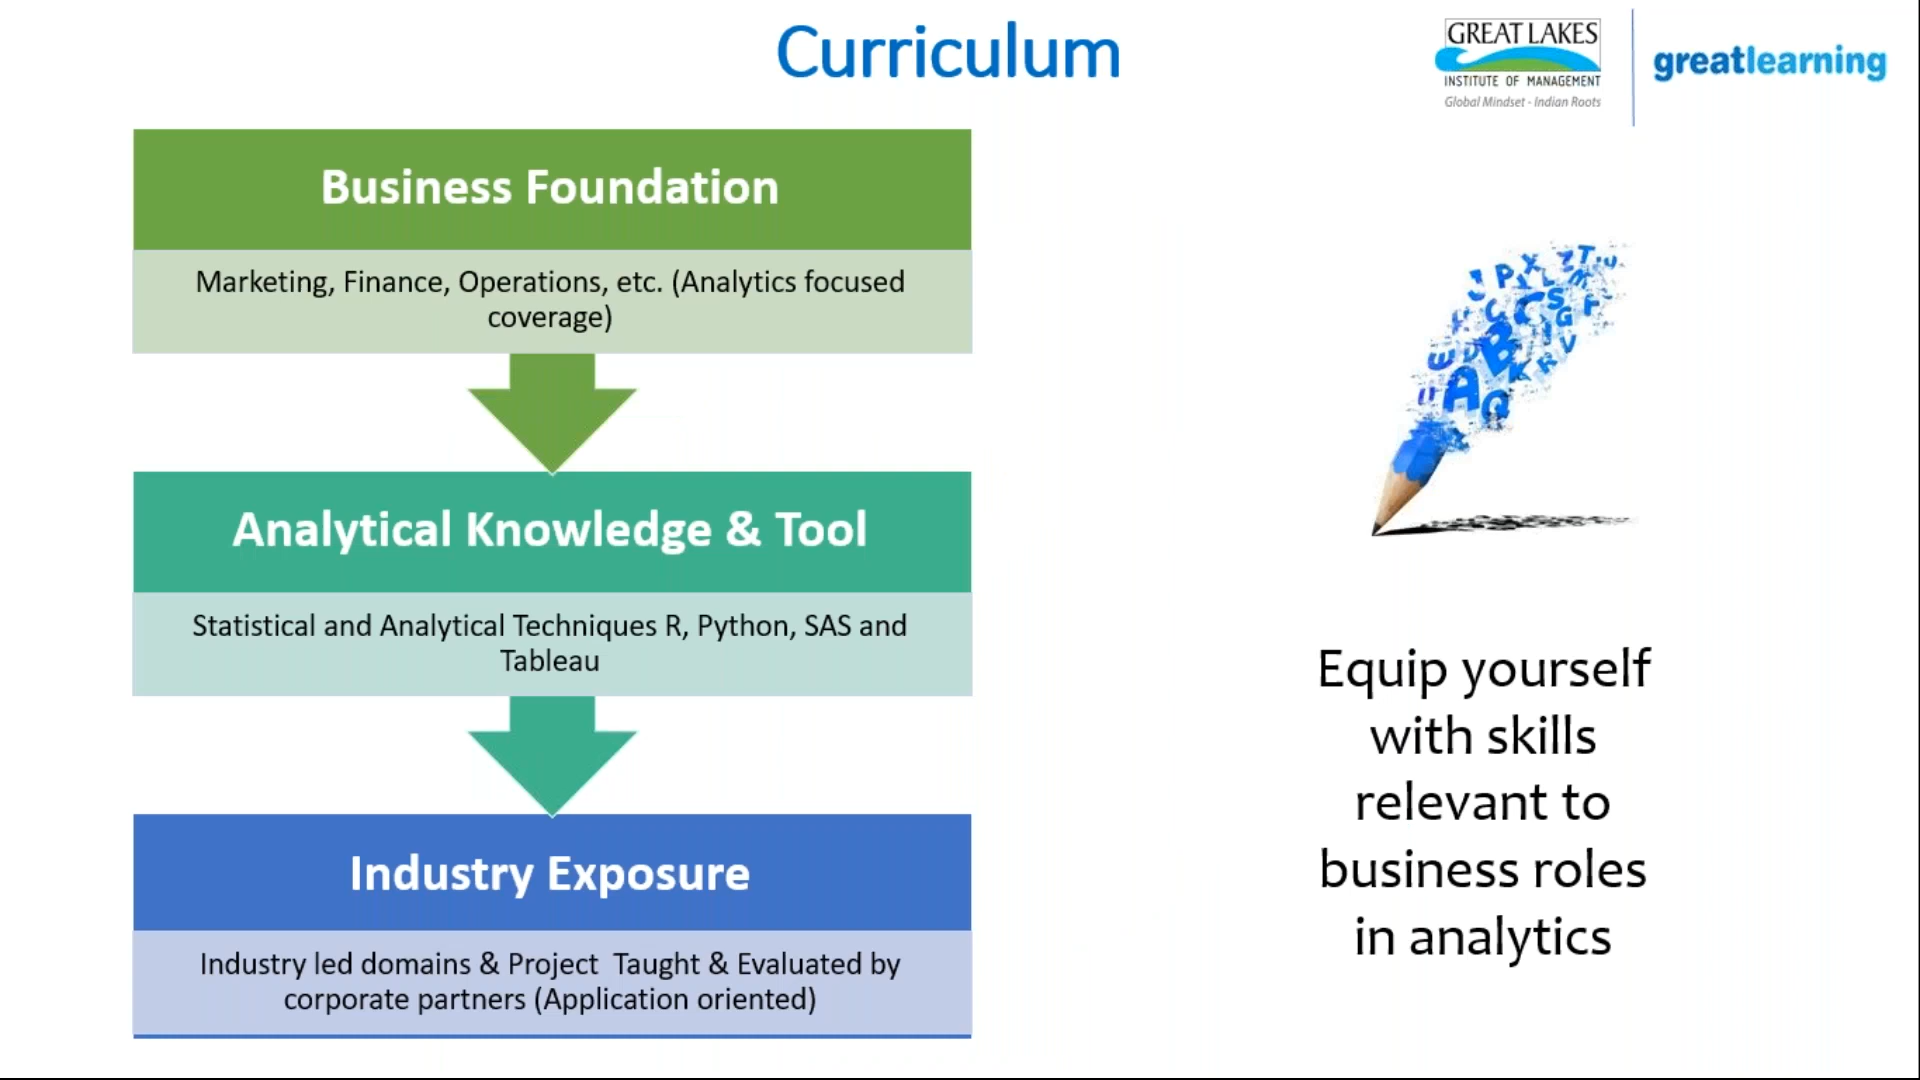 Curriculum
GREAT LAKES
INSTITUTE OF MANAGEMENT
Global Mindset - Indian Roots
greatlearning
Business Foundation
Marketing, Finance, Operations, etc. (Analytics focused
coverage)
Analytical Knowledge & Tool
Statistical and Analytical Techniques R, Python, SAS and
Tableau
Industry Exposure
Industry led domains & Project  Taught & Evaluated by
corporate partners (Application oriented)
Equip yourself
with skills
relevant to
business roles
in analytics